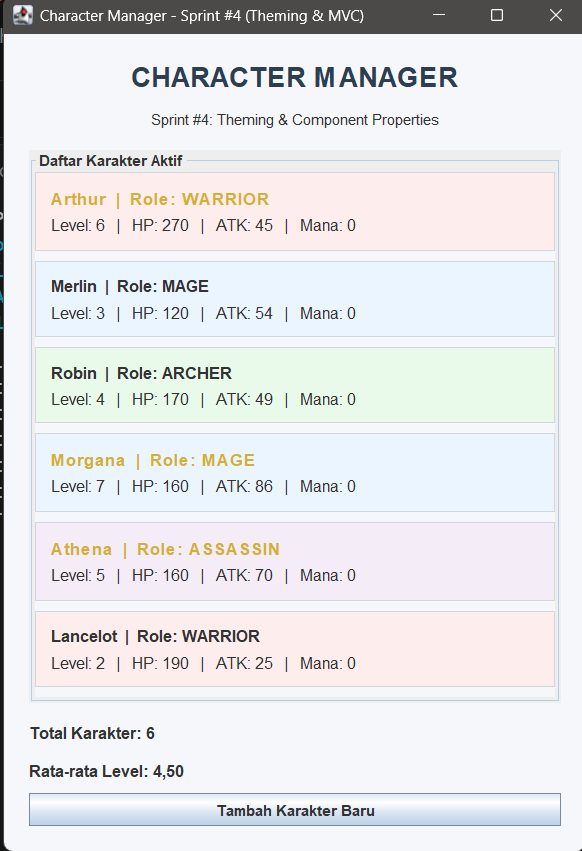 Character Manager - Sprint #4 (Theming & MVC)
CHARACTER MANAGER
Sprint #4: Theming & Component Properties
Daftar Karakter Aktif
Arthur | Role: WARRIOR
Level: 6 | HP: 270 | ATK: 45 | Mana: 0
Merlin | Role: MAGE
Level: 3 | HP: 120 | ATK: 54 | Mana: 0
Robin | Role: ARCHER
Level: 4 | HP: 170 | ATK: 49 | Mana: 0
Morgana | Role: MAGE
Level: 7 | HP: 160 | ATK: 86 | Mana: 0
Athena | Role: ASSASSIN
Level: 5 | HP: 160 | ATK: 70 | Mana: 0
Lancelot | Role: WARRIOR
Level: 2 | HP: 190 | ATK: 25 | Mana: 0
Total Karakter: 6
Rata-rata Level: 4,50
Tambah Karakter Baru